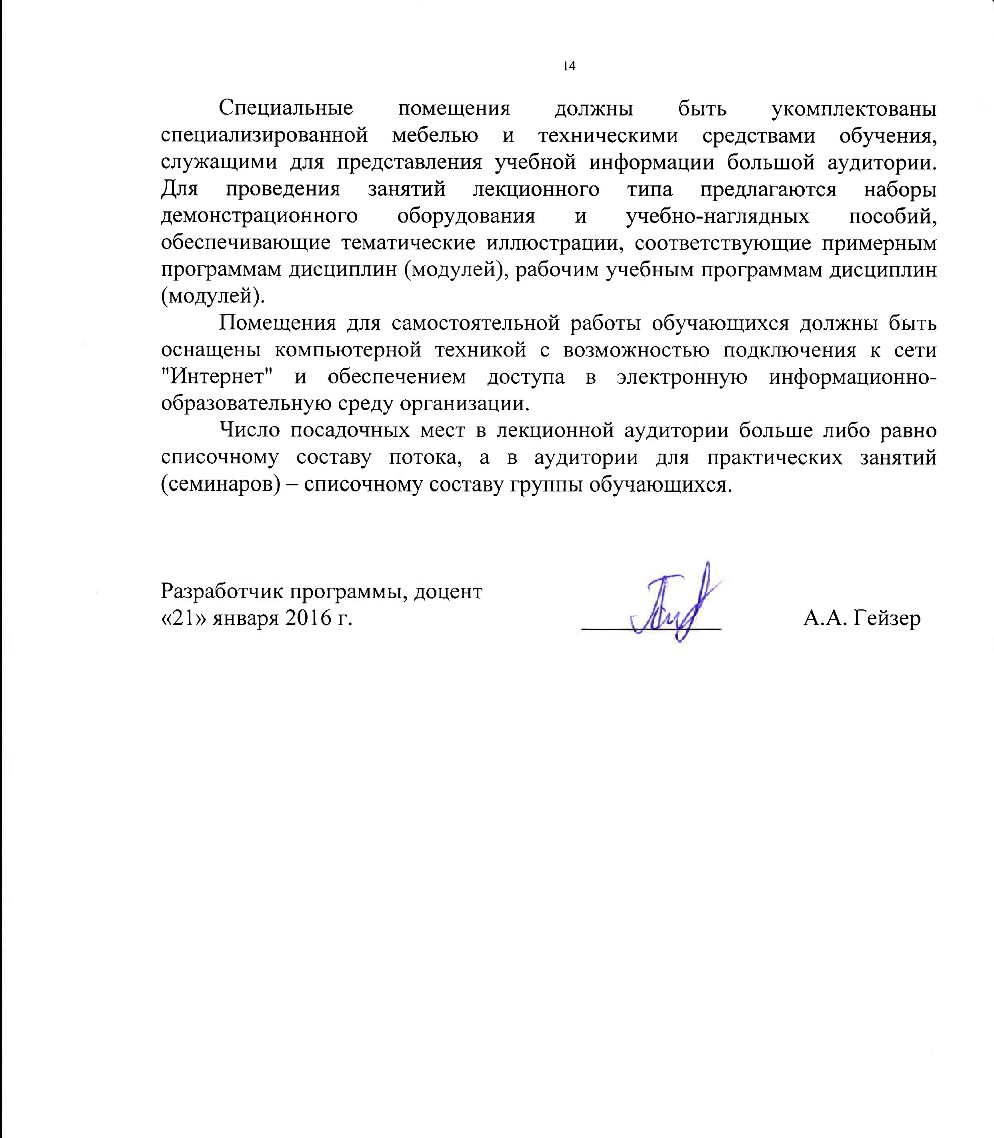 14
Специальные помещения должны быть укомплектованы
специализированной мебелью и техническими средствами обучения,
служащими для представления учебной информации большой аудитории.
Для проведения занятий лекционного типа предлагаются наборы
демонстрационного оборудования и учебно-наглядных пособий,
обеспечивающие тематические иллюстрации, соответствующие примерным
программам дисциплин (модулей), рабочим учебным программам дисциплин
(модулей).
Помещения для самостоятельной работы обучающихся должны быть
оснащены компьютерной техникой с возможностью подключения к сети
"Интернет" и обеспечением доступа в электронную информационно-
образовательную среду организации.
Число посадочных мест в лекционной аудитории больше либо равно
списочному составу потока, а в аудитории для практических занятий
(семинаров) – списочному составу группы обучающихся.
Разработчик программы, доцент
«21» января 2016 г. А.А. Гейзер